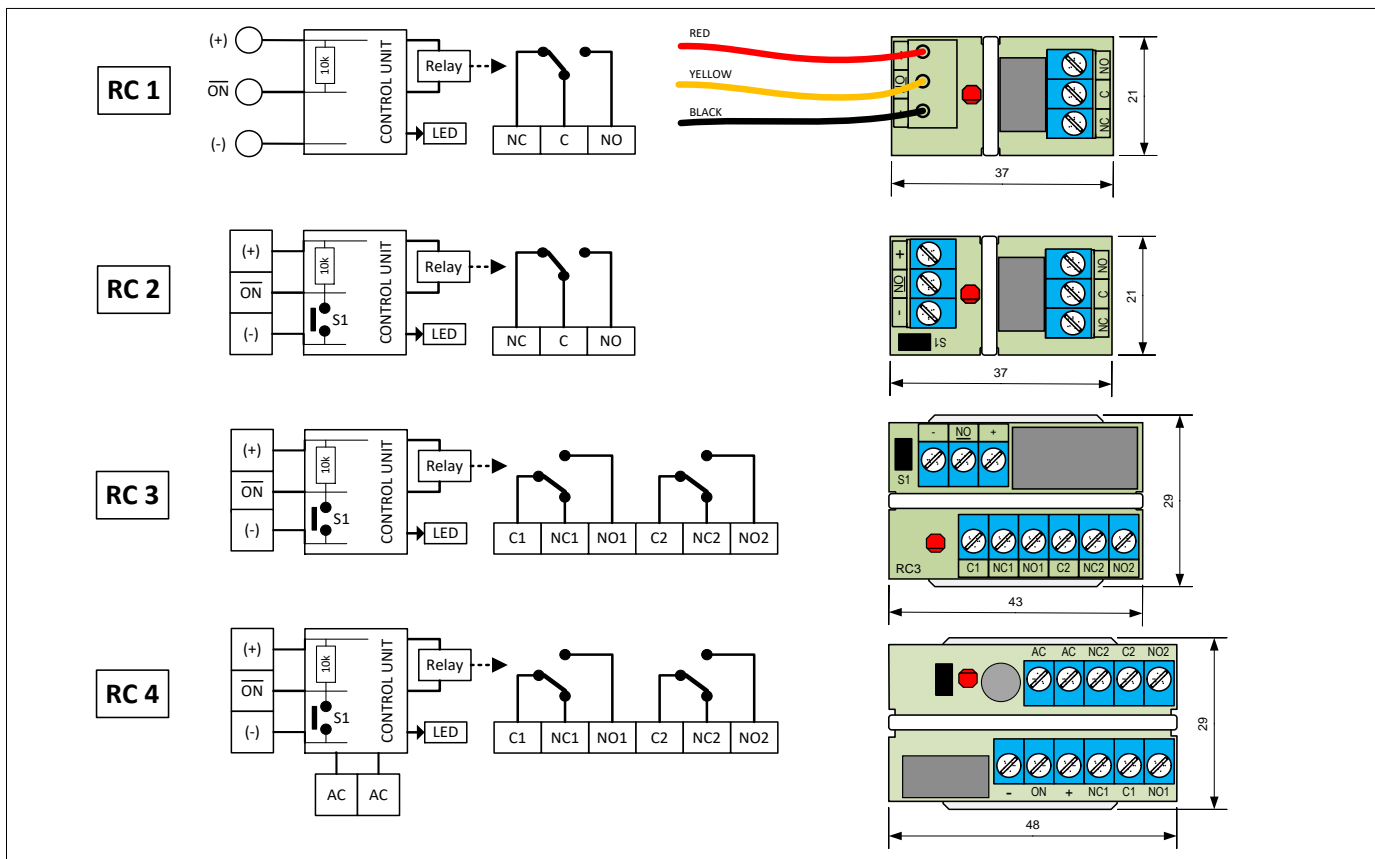 RC 1
(+)
ON
(-)
10k
CONTROL UNIT
Relay
LED
NC C NO
RED
YELLOW
BLACK
NO
C
NC
21
37
RC 2
(+)
ON
(-)
10k
S1
CONTROL UNIT
Relay
LED
NC C NO
+
NO
-
S1
NO
C
NC
21
37
RC 3
(+)
ON
(-)
10k
S1
CONTROL UNIT
Relay
LED
C1 NC1 NO1 C2 NC2 NO2
- NO +
S1
RC3
C1 NC1 NO1 C2 NC2 NO2
29
43
RC 4
(+)
ON
(-)
10k
S1
CONTROL UNIT
Relay
LED
AC AC
C1 NC1 NO1 C2 NC2 NO2
AC AC NC2 C2 NO2
- ON + NC1 C1 NO1
29
48